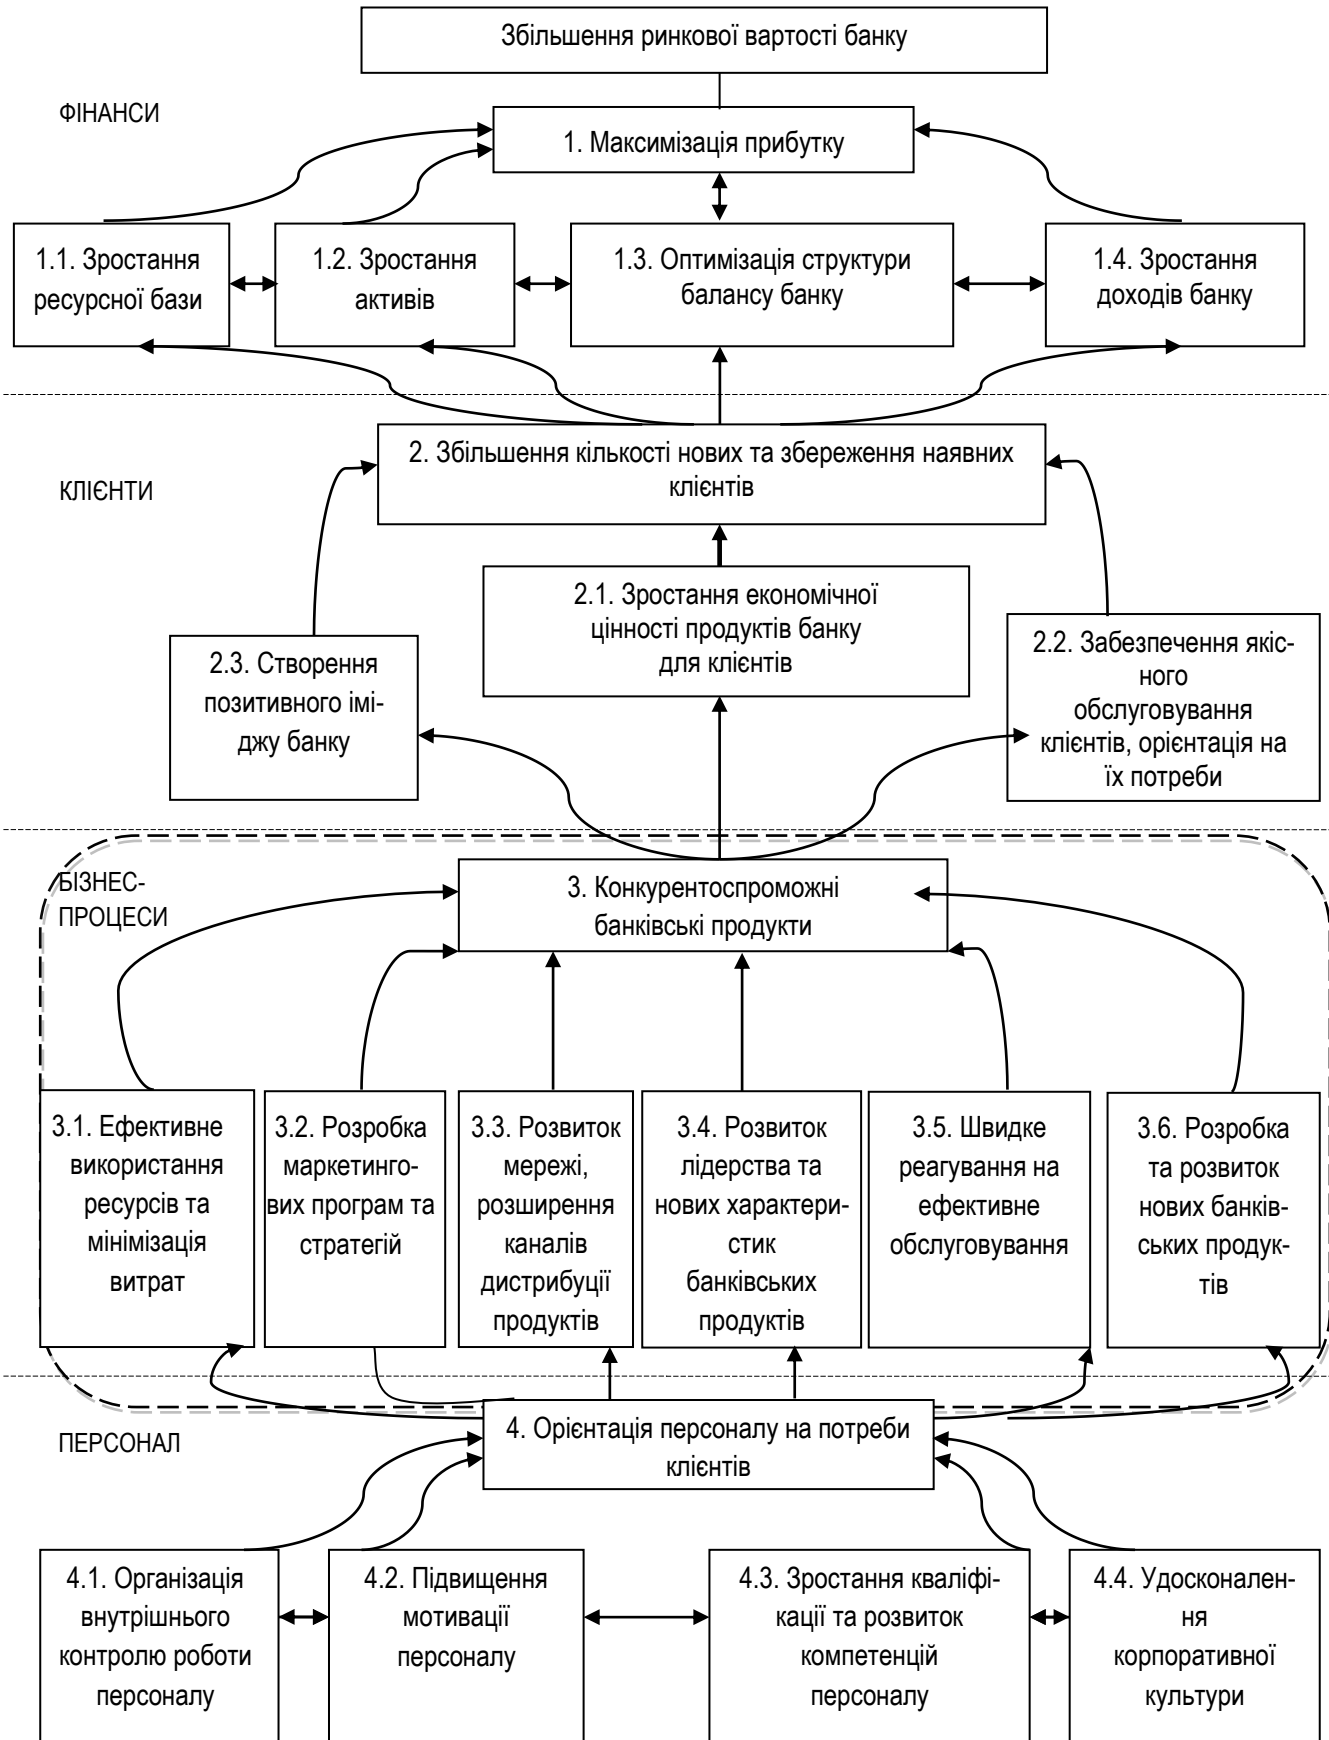 Збільшення ринкової вартості банку
ФІНАНСИ
1. Максимізація прибутку
1.1. Зростання
ресурсної бази
1.2. Зростання
активів
1.3. Оптимізація структури
балансу банку
1.4. Зростання
доходів банку
КЛІЄНТИ
2. Збільшення кількості нових та збереження наявних
клієнтів
2.1. Зростання економічної
цінності продуктів банку
для клієнтів
2.3. Створення
позитивного імі-
джу банку
2.2. Забезпечення якіс-
ного
обслуговування
клієнтів, орієнтація на
їх потреби
БІЗНЕС-
ПРОЦЕСИ
3. Конкурентоспроможні
банківські продукти
3.1. Ефективне
використання
ресурсів та
мінімізація
витрат
3.2. Розробка
маркетинго-
вих програм та
стратегій
3.3. Розвиток
мережі,
розширення
каналів
дистрибуції
продуктів
3.4. Розвиток
лідерства та
нових характери-
стик
банківських
продуктів
3.5. Швидке
реагування на
ефективне
обслуговування
3.6. Розробка
та розвиток
нових банків-
ських продук-
тів
ПЕРСОНАЛ
4. Орієнтація персоналу на потреби
клієнтів
4.1. Організація
внутрішнього
контролю роботи
персоналу
4.2. Підвищення
мотивації
персоналу
4.3. Зростання кваліфі-
кації та розвиток
компетенцій
персоналу
4.4. Удосконален-
ня
корпоративної
культури